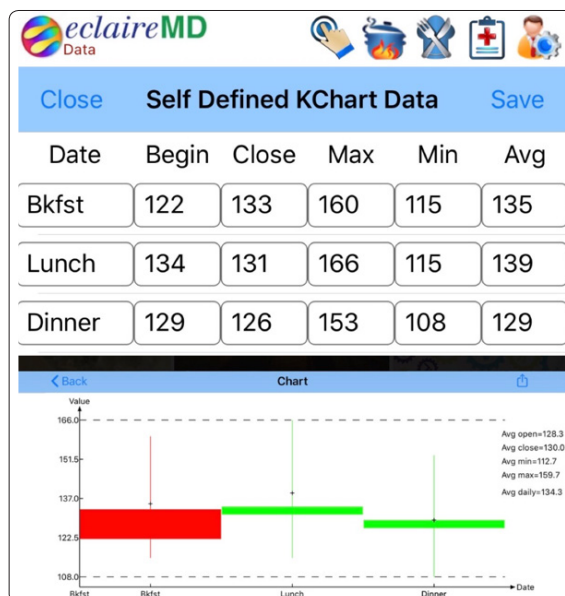 eclaireMD
Data
Close Self Defined KChart Data Save
Date Begin Close Max Min Avg
Bkfst 122 133 160 115 135
Lunch 134 131 166 115 139
Dinner 129 126 153 108 129
Back Chart
Value
166.0
Avg open=128.3
Avg close=130.0
151.5
Avg min=112.7
Avg max=159.7
Avg daily=134.3
137.0
122.5
108.0
Date
Bkfst Bkfst Lunch Dinner